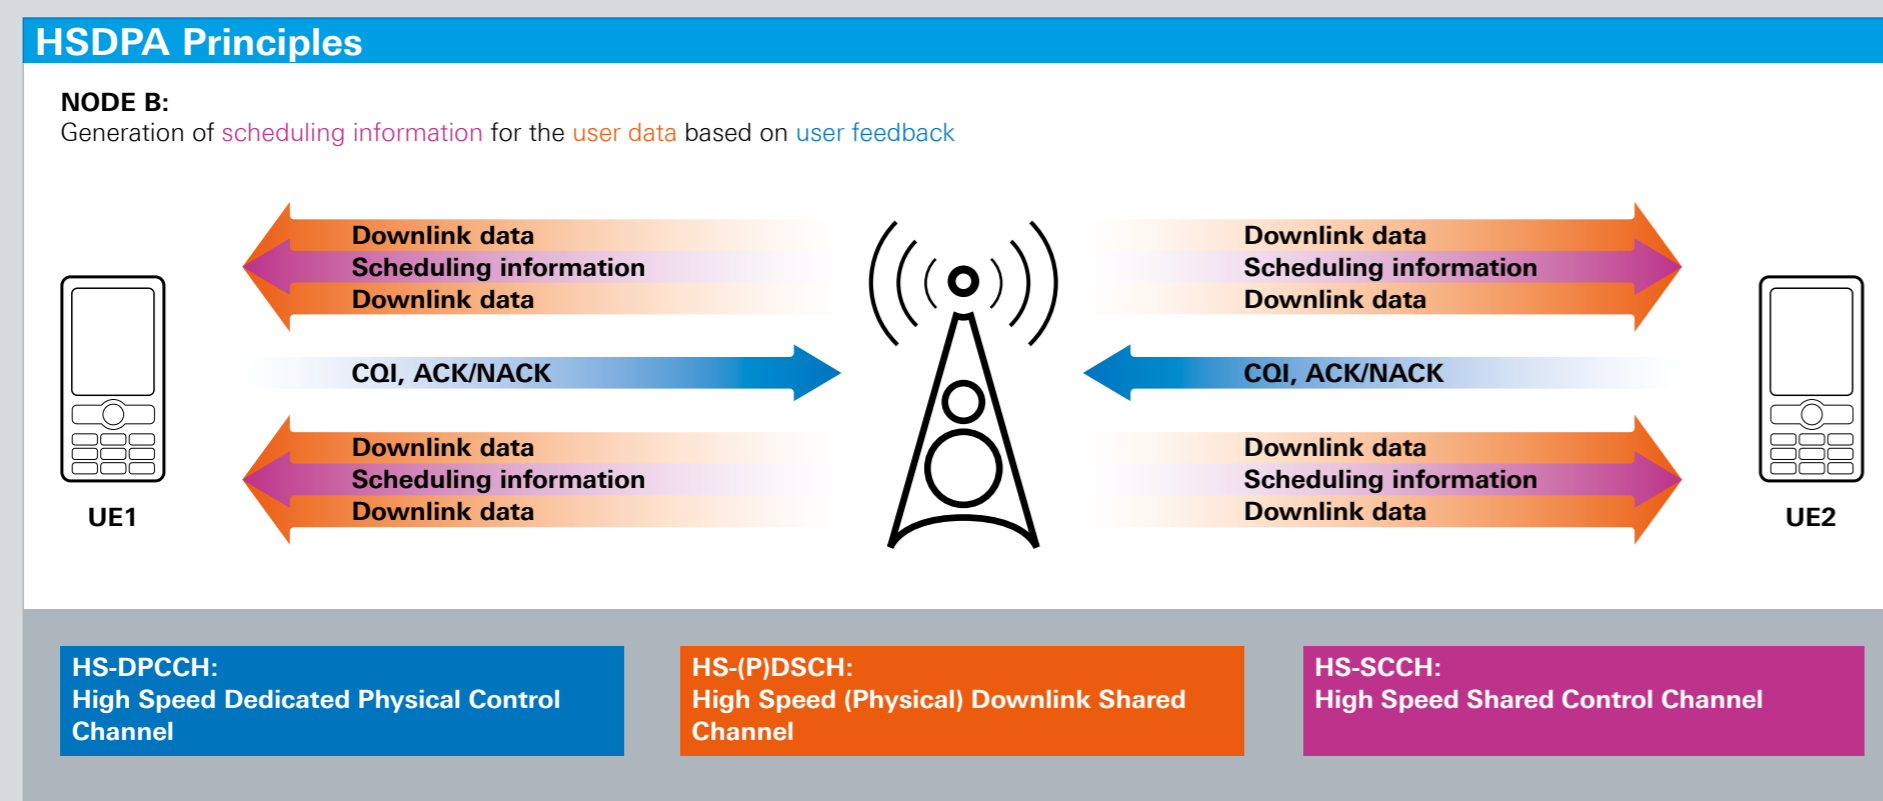 HSDPA Principles
NODE B:
Generation of scheduling information for the user data based on user feedback
Downlink data
Scheduling information
Downlink data
CQI, ACK/NACK
Downlink data
Scheduling information
Downlink data
UE1
Downlink data
Scheduling information
Downlink data
CQI, ACK/NACK
Downlink data
Scheduling information
Downlink data
UE2
HS-DPCCH:
High Speed Dedicated Physical Control
Channel
HS-(P)DSCH:
High Speed (Physical) Downlink Shared
Channel
HS-SCCH:
High Speed Shared Control Channel